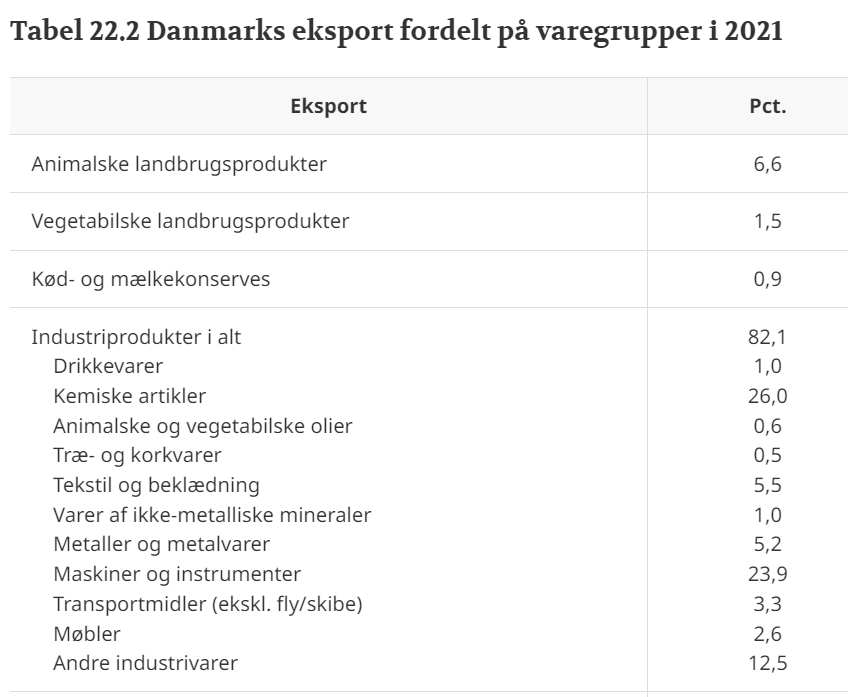 Tabel 22.2 Danmarks eksport fordelt på varegrupper i 2021
Eksport Pct.
Animalske landbrugsprodukter 6,6
Vegetabilske landbrugsprodukter 1,5
Kød- og mælkekonserves 0,9
Industriprodukter i alt 82,1
Drikkevarer 1,0
Kemiske artikler 26,0
Animalske og vegetabilske olier 0,6
Træ- og korkvarer 0,5
Tekstil og beklædning 5,5
Varer af ikke-metalliske mineraler 1,0
Metaller og metalvarer 5,2
Maskiner og instrumenter 23,9
Transportmidler (ekskl. fly/skibe) 3,3
Møbler 2,6
Andre industrivarer 12,5